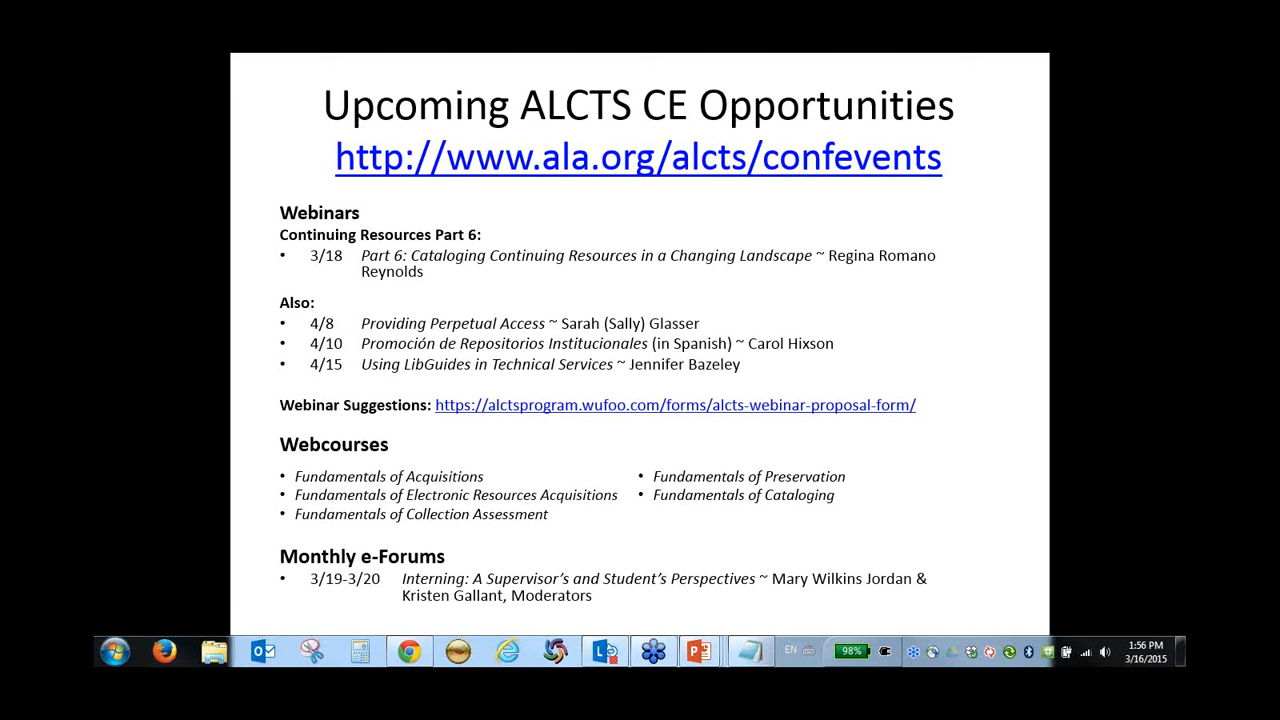 Upcoming ALCTS CE Opportunities
http://www.ala.org/alcts/confevents
Webinars
Continuing Resources Part 6:
• 3/18 Part 6: Cataloging Continuing Resources in a Changing Landscape ~ Regina Romano
Reynolds
Also:
• 4/8 Providing Perpetual Access ~ Sarah (Sally) Glasser
• 4/10 Promoción de Repositorios Institucionales (in Spanish) ~ Carol Hixson
• 4/15 Using LibGuides in Technical Services ~ Jennifer Bazeley
Webinar Suggestions: https://alctsprogram.wufoo.com/forms/alcts-webinar-proposal-form/
Webcourses
• Fundamentals of Acquisitions
• Fundamentals of Electronic Resources Acquisitions
• Fundamentals of Collection Assessment
• Fundamentals of Preservation
• Fundamentals of Cataloging
Monthly e-Forums
• 3/19-3/20 Interning: A Supervisor’s and Student’s Perspectives ~ Mary Wilkins Jordan &
Kristen Gallant, Moderators
EN
98%
1:56 PM
3/16/2015